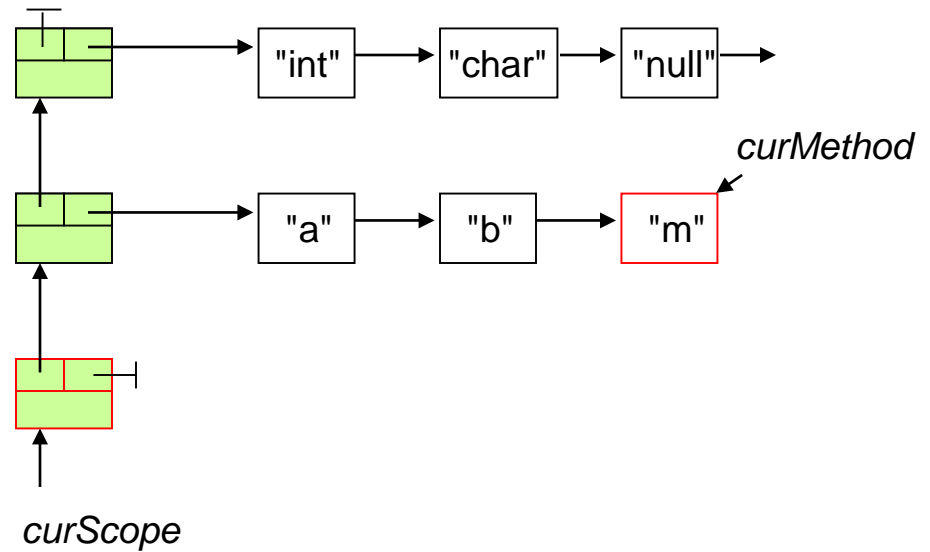 "int" "char" "null"
curMethod
"a" "b" "m"
curScope